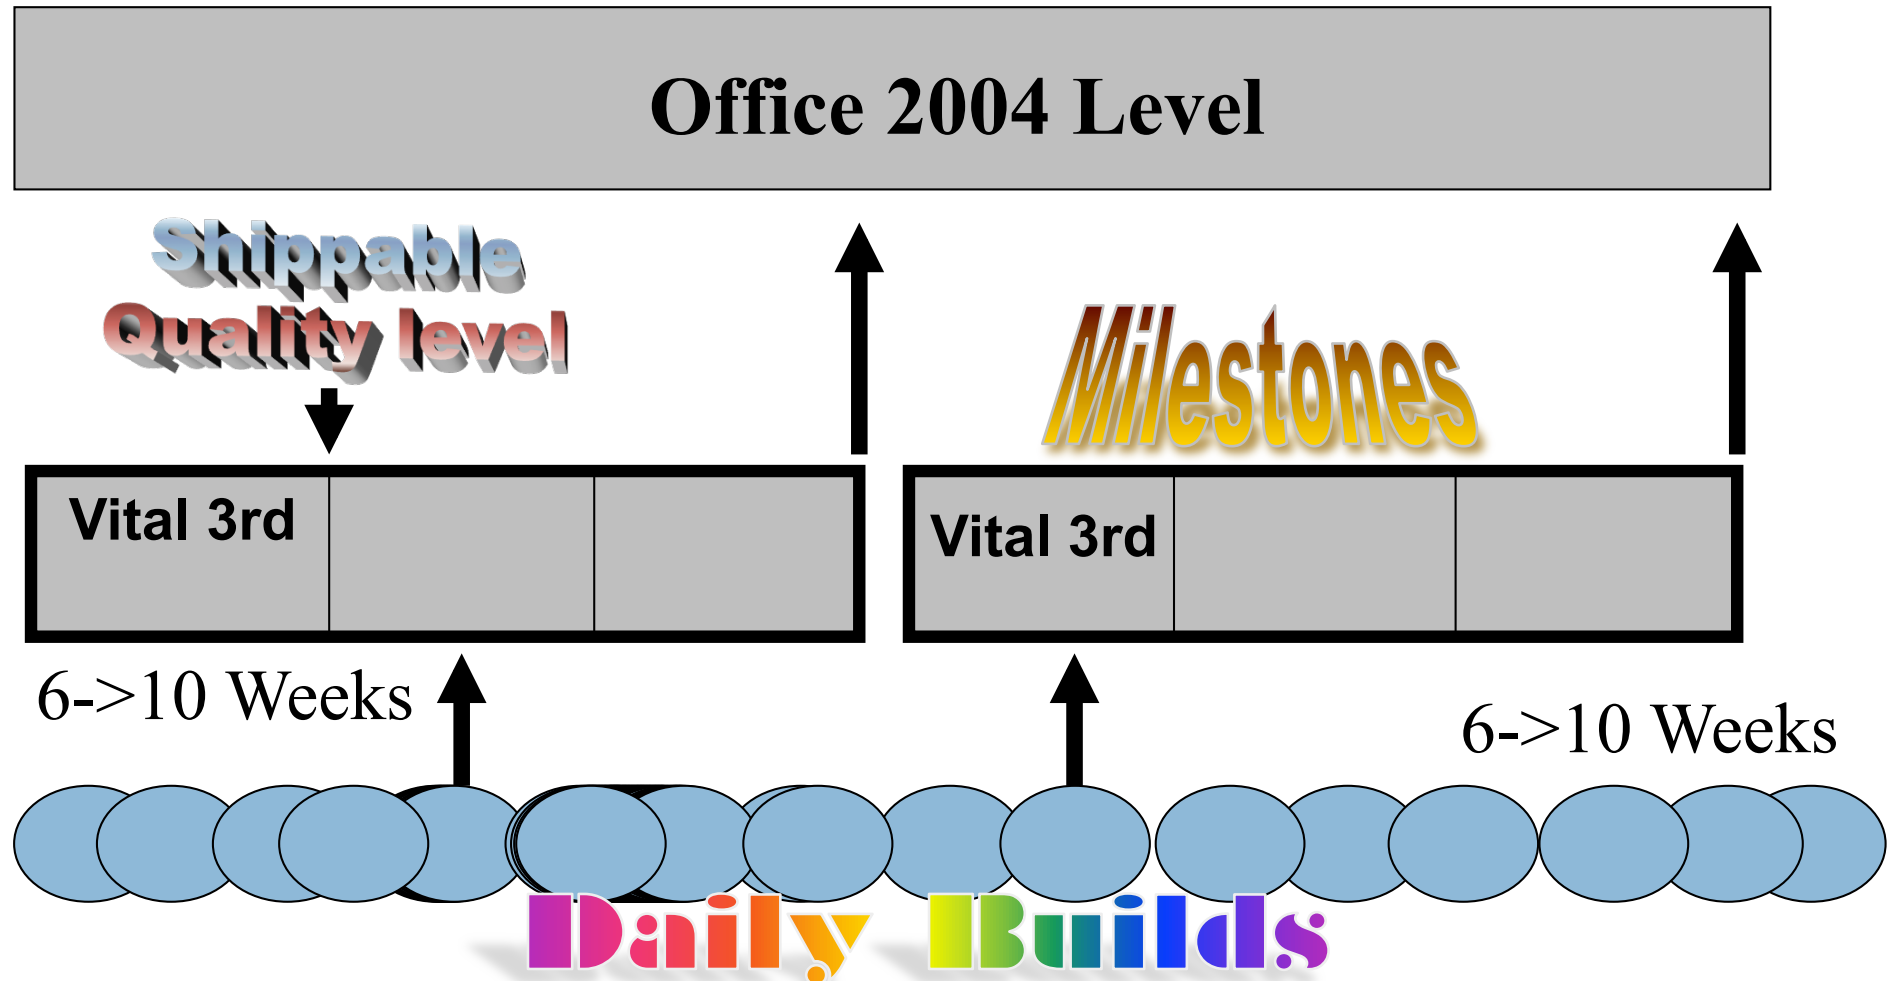 Office 2004 Level
Shippable
Quality level
Milestones
Vital 3rd
Vital 3rd
6->10 Weeks
6->10 Weeks
Daily Builds